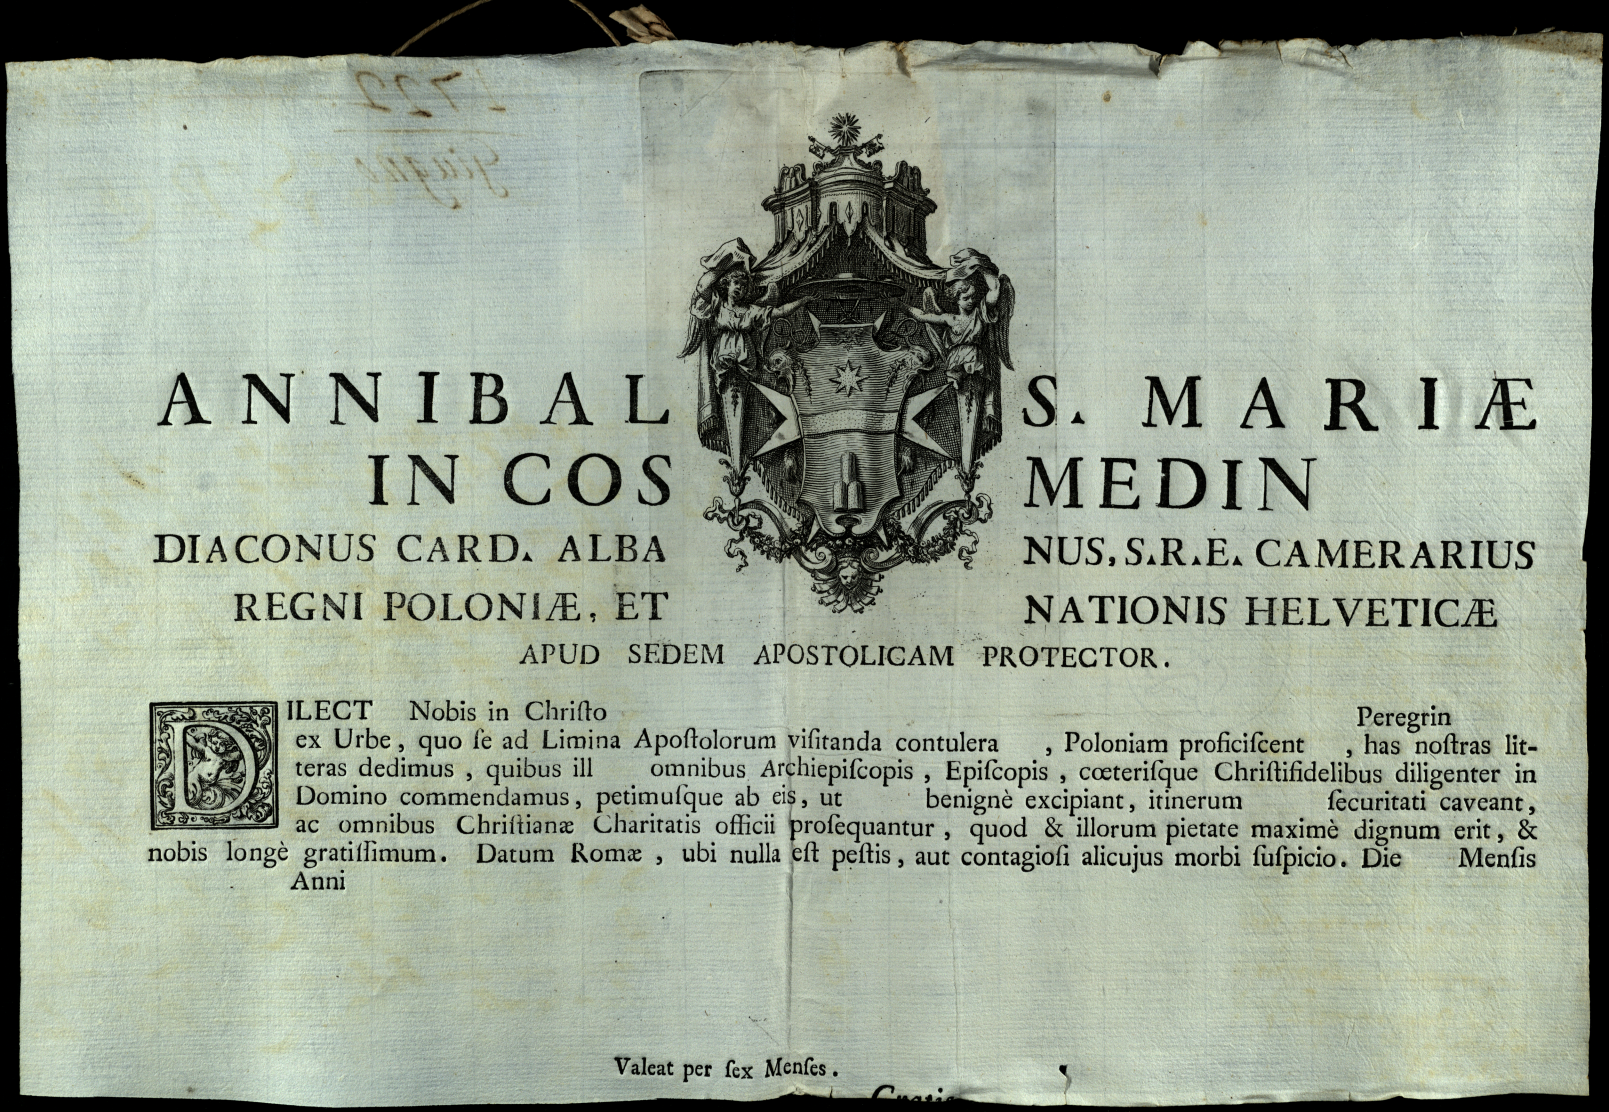 1722
Giugno
ANNIBAL S. MARIÆ
IN COS MEDIN
DIACONUS CARD. ALBA NUS, S.R.E. CAMERARIUS
REGNI POLONIÆ, ET NATIONIS HELVETICÆ
APUD SEDEM APOSTOLICAM PROTECTOR.
DILECT Nobis in Chriſto Peregrin
ex Urbe, quo ſe ad Limina Apoſtolorum viſitanda contulera , Poloniam proficiſcent , has noſtras lit-
teras dedimus, quibus ill omnibus Archiepiſcopis, Epiſcopis, cœteriſque Chriſtifidelibus diligenter in
Domino commendamus, petimuſque ab eis, ut benignè excipiant, itinerum ſecuritati caveant,
ac omnibus Chriſtianæ Charitatis officii proſequantur, quod & illorum pietate maximè dignum erit, &
nobis longè gratiſſimum. Datum Romæ, ubi nulla eſt peſtis, aut contagioſi alicujus morbi ſuſpicio. Die Menſis
Anni
Valeat per ſex Menſes.
Gratis